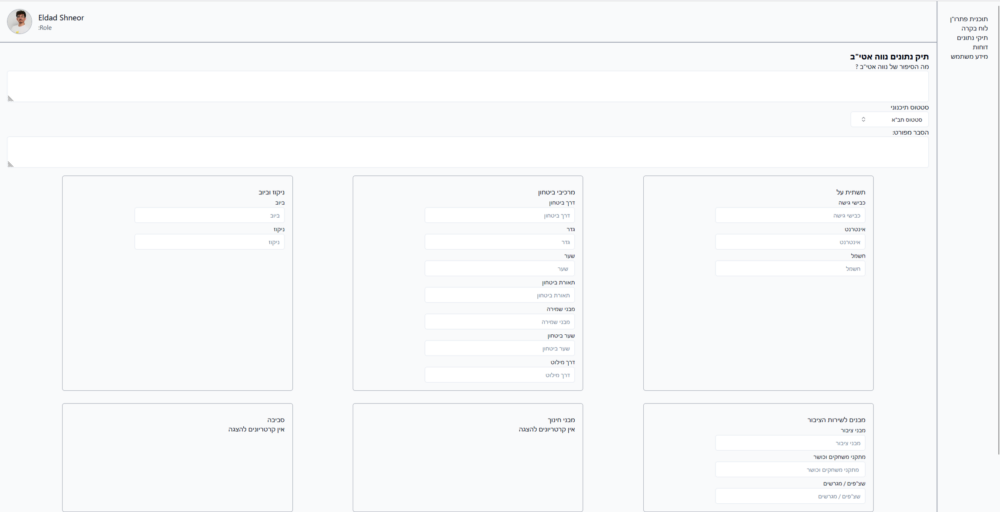 תוכנית פתרו"ן
לוח בקרה
תיקי נתונים
דוחות
מידע משתמש
Eldad Shneor
:Role
תיק נתונים נווה אטי"ב
מה הסיפור של נווה אטי"ב ?
סטטוס תיכנוני
סטטוס תב"א
הסבר מפורט:
תשתית על
כבישי גישה
כבישי גישה
אינטרנט
אינטרנט
חשמל
חשמל
מרכיבי ביטחון
דרך ביטחון
דרך ביטחון
גדר
גדר
שער
שער
תאורת ביטחון
תאורת ביטחון
מבני שמירה
מבני שמירה
שער ביטחון
שער ביטחון
דרך מילוט
דרך מילוט
ניקוז וביוב
ביוב
ביוב
ניקוז
ניקוז
מבנים לשירות הציבור
מבני ציבור
מבני ציבור
מתקני משחקים וכושר
מתקני משחקים וכושר
שצ"פים / מגרשים
שצ"פים / מגרשים
מבני חינוך
אין קרטריונים להצגה
סביבה
אין קרטריונים להצגה